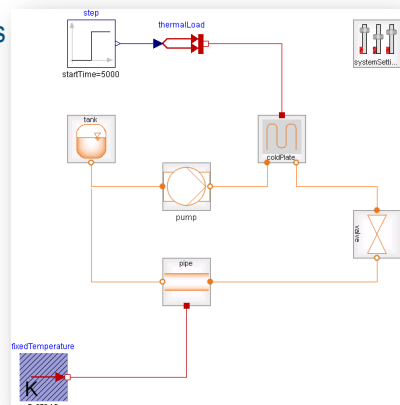 s
step
thermalLoad
startTime=5000
systemSetti...
tank
coldPlate
pump
valve
pipe
fixedTemperature
K